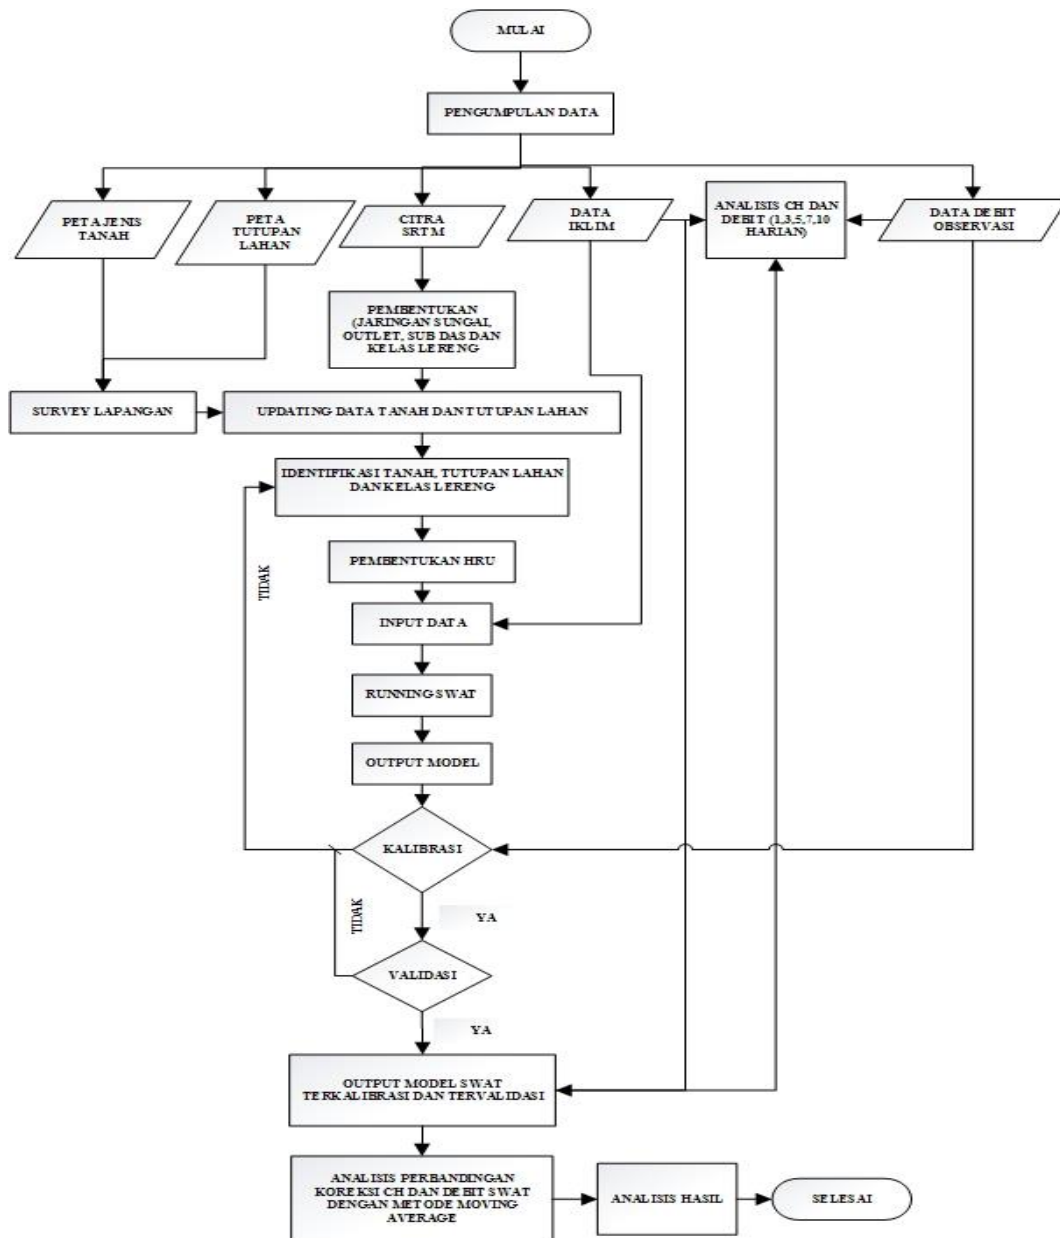 MULAI
PENGUMPULAN DATA
PETA JENIS
TANAH
PETA
TUTUPAN
LAHAN
CITRA
SRTM
DATA
IKLIM
ANALISIS CH DAN
DEBIT (1,3,5,7,10
HARIAN)
DATA DEBIT
OBSERVASI
PEMBENTUKAN
(JARINGAN SUNGAI,
OUTLET, SUB DAS DAN
KELAS LERENG
SURVEY LAPANGAN
UPDATING DATA TANAH DAN TUTUPAN LAHAN
IDENTIFIKASI TANAH, TUTUPAN LAHAN
DAN KELAS LERENG
PEMBENTUKAN HRU
TIDAK
INPUT DATA
RUNNING SWAT
OUTPUT MODEL
KALIBRASI
TIDAK
YA
VALIDASI
YA
OUTPUT MODEL SWAT
TERKALIBRASI DAN TERVALIDASI
ANALISIS PERBANDINGAN
KOREKSI CH DAN DEBIT SWAT
DENGAN METODE MOVING
AVERAGE
ANALISIS HASIL
SELESAI